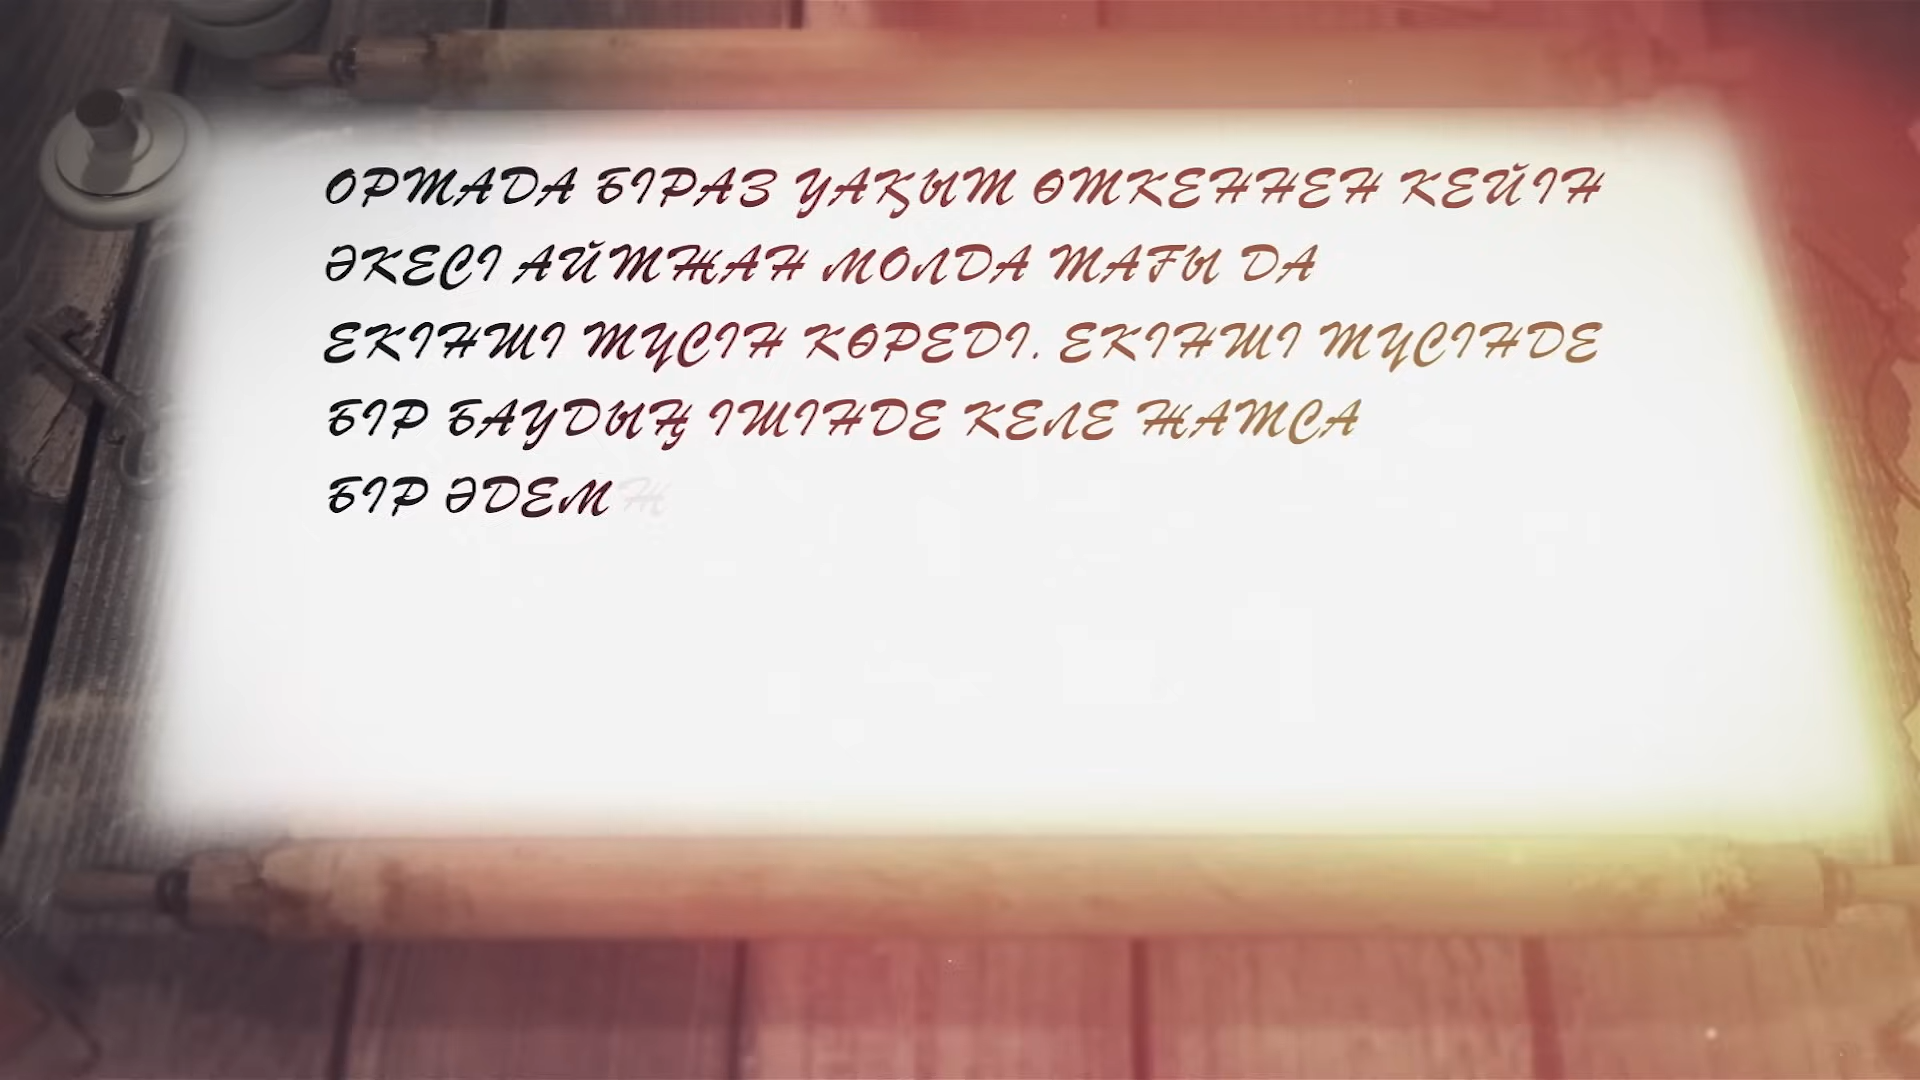 ОРТАДА БІРАЗ УАҚЫТ ӨТКЕННЕН КЕЙІН
ӘКЕСІ АЙТЖАН МОЛДА ТАҒЫ ДА
ЕКІНШІ ТҮСІН КӨРЕДІ. ЕКІНШІ ТҮСІНДЕ
БІР БАУДЫҢ ІШІНДЕ КЕЛЕ ЖАТСА
БІР ӘДЕМ